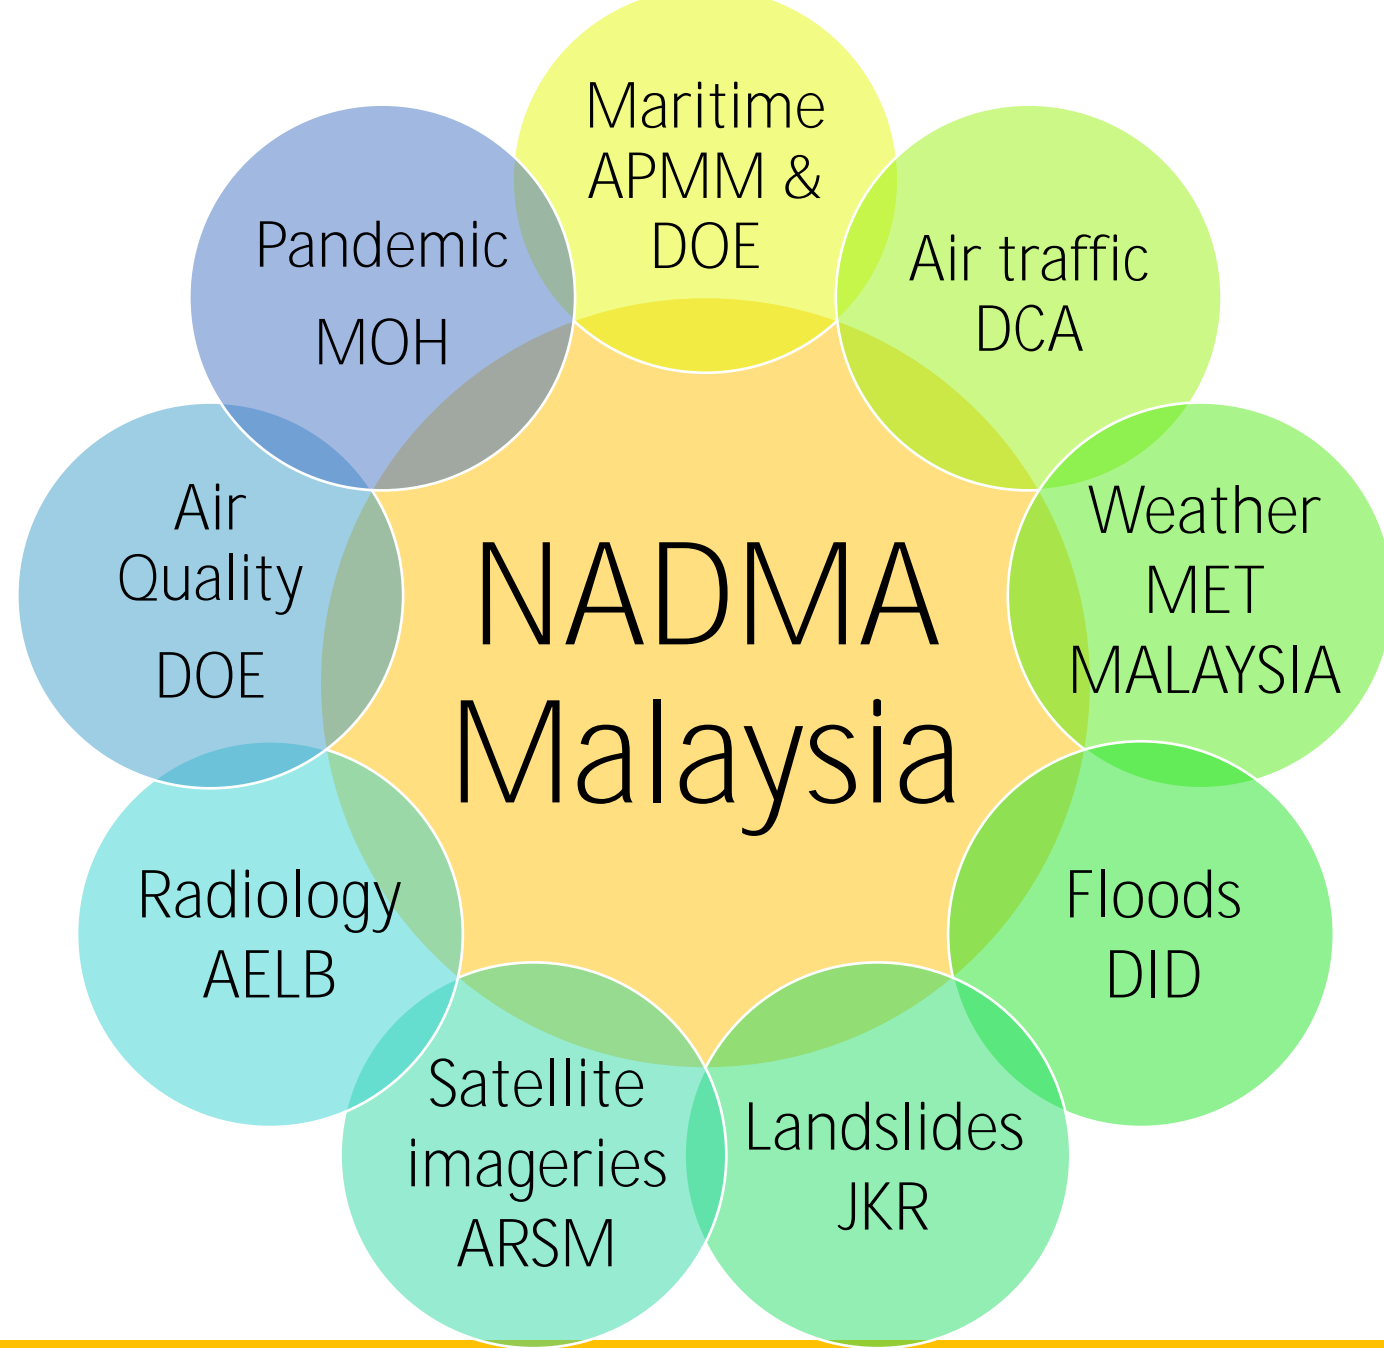 Maritime
APMM &
DOE
Air traffic
DCA
Weather
MET
MALAYSIA
Floods
DID
Landslides
JKR
Satellite
imageries
ARSM
Radiology
AELB
Air
Quality
DOE
Pandemic
MOH
NADMA
Malaysia